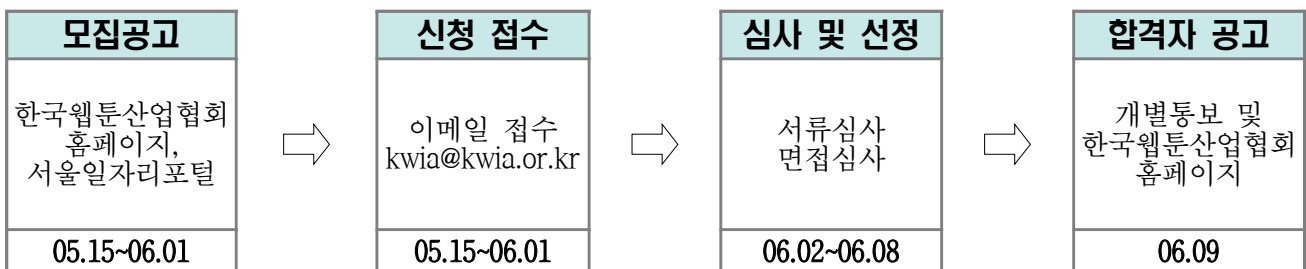 모집공고
한국웹툰산업협회
홈페이지,
서울일자리포털
05.15~06.01
신청 접수
이메일 접수
kwia@kwia.or.kr
05.15~06.01
심사 및 선정
서류심사
면접심사
06.02~06.08
합격자 공고
개별통보 및
한국웹툰산업협회
홈페이지
06.09